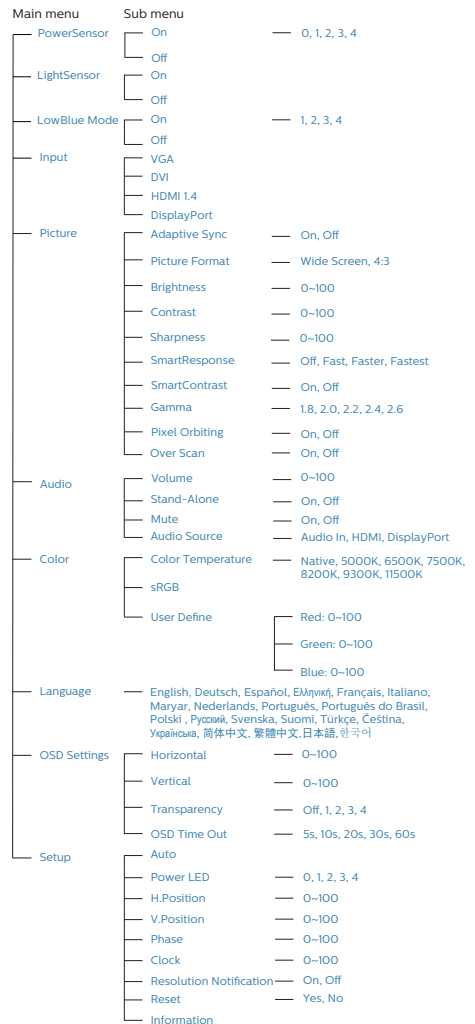 Main menu Sub menu
PowerSensor On 0, 1, 2, 3, 4
Off
LightSensor On
Off
LowBlue Mode On 1, 2, 3, 4
Off
Input VGA
DVI
HDMI 1.4
DisplayPort
Picture Adaptive Sync On, Off
Picture Format Wide Screen, 4:3
Brightness 0~100
Contrast 0~100
Sharpness 0~100
SmartResponse Off, Fast, Faster, Fastest
SmartContrast On, Off
Gamma 1.8, 2.0, 2.2, 2.4, 2.6
Pixel Orbiting On, Off
Over Scan On, Off
Audio Volume 0~100
Stand-Alone On, Off
Mute On, Off
Audio Source Audio In, HDMI, DisplayPort
Color Color Temperature Native, 5000K, 6500K, 7500K,
8200K, 9300K, 11500K
sRGB
User Define Red: 0~100
Green: 0~100
Blue: 0~100
Language English, Deutsch, Español, Ελληνική, Français, Italiano,
Maryar, Nederlands, Português, Português do Brasil,
Polski , Русский, Svenska, Suomi, Türkçe, Čeština,
Українська, 简体中文, 繁體中文,日本語, 한국어
OSD Settings Horizontal 0~100
Vertical 0~100
Transparency Off, 1, 2, 3, 4
OSD Time Out 5s, 10s, 20s, 30s, 60s
Setup Auto
Power LED 0, 1, 2, 3, 4
H.Position 0~100
V.Position 0~100
Phase 0~100
Clock 0~100
Resolution Notification On, Off
Reset Yes, No
Information